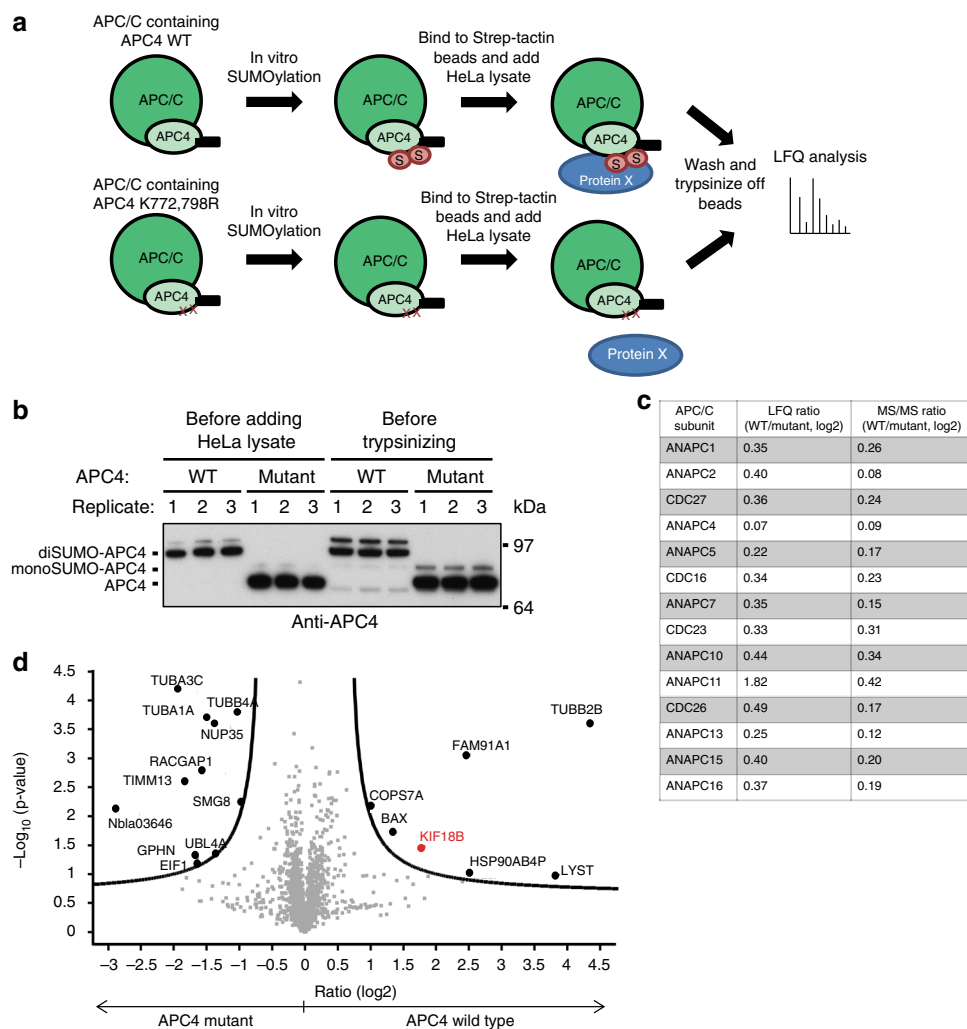 a
APC/C containing
APC4 WT
In vitro
SUMOylation
Bind to Strep-tactin
beads and add
HeLa lysate
APC/C
APC4
APC/C
APC4
S S
APC/C
APC4
S S
Protein X
APC/C containing
APC4 K772,798R
In vitro
SUMOylation
Bind to Strep-tactin
beads and add
HeLa lysate
APC/C
APC4
X X
APC/C
APC4
X X
APC/C
APC4
X X
Protein X
Wash and
trypsinize off
beads
LFQ analysis
b
Before adding
HeLa lysate
Before
trypsinizing
APC4: WT Mutant WT Mutant
Replicate: 1 2 3 1 2 3 1 2 3 1 2 3 kDa
diSUMO-APC4
monoSUMO-APC4
APC4
97
64
Anti-APC4
c
APC/C subunit LFQ ratio (WT/mutant, log2) MS/MS ratio (WT/mutant, log2)
ANAPC1 0.35 0.26
ANAPC2 0.40 0.08
CDC27 0.36 0.24
ANAPC4 0.07 0.09
ANAPC5 0.22 0.17
CDC16 0.34 0.23
ANAPC7 0.35 0.15
CDC23 0.33 0.31
ANAPC10 0.44 0.34
ANAPC11 1.82 0.42
CDC26 0.49 0.17
ANAPC13 0.25 0.12
ANAPC15 0.40 0.20
ANAPC16 0.37 0.19
d
4.5
4
3.5
3
2.5
2
1.5
1
0.5
0
−Log10 (p-value)
TUBA3C
TUBA1A
TUBB4A
NUP35
RACGAP1
TIMM13
SMG8
Nbla03646
GPHN
UBL4A
EIF1
TUBB2B
FAM91A1
COPS7A
BAX
KIF18B
HSP90AB4P
LYST
−3 −2.5 −2 −1.5 −1 −0.5 0 0.5 1 1.5 2 2.5 3 3.5 4 4.5
Ratio (log2)
APC4 mutant APC4 wild type